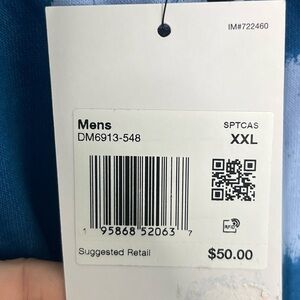 IM#722460
Mens SPTCAS
DM6913-548 XXL
1 95868 52063 7
RFID
Suggested Retail $50.00